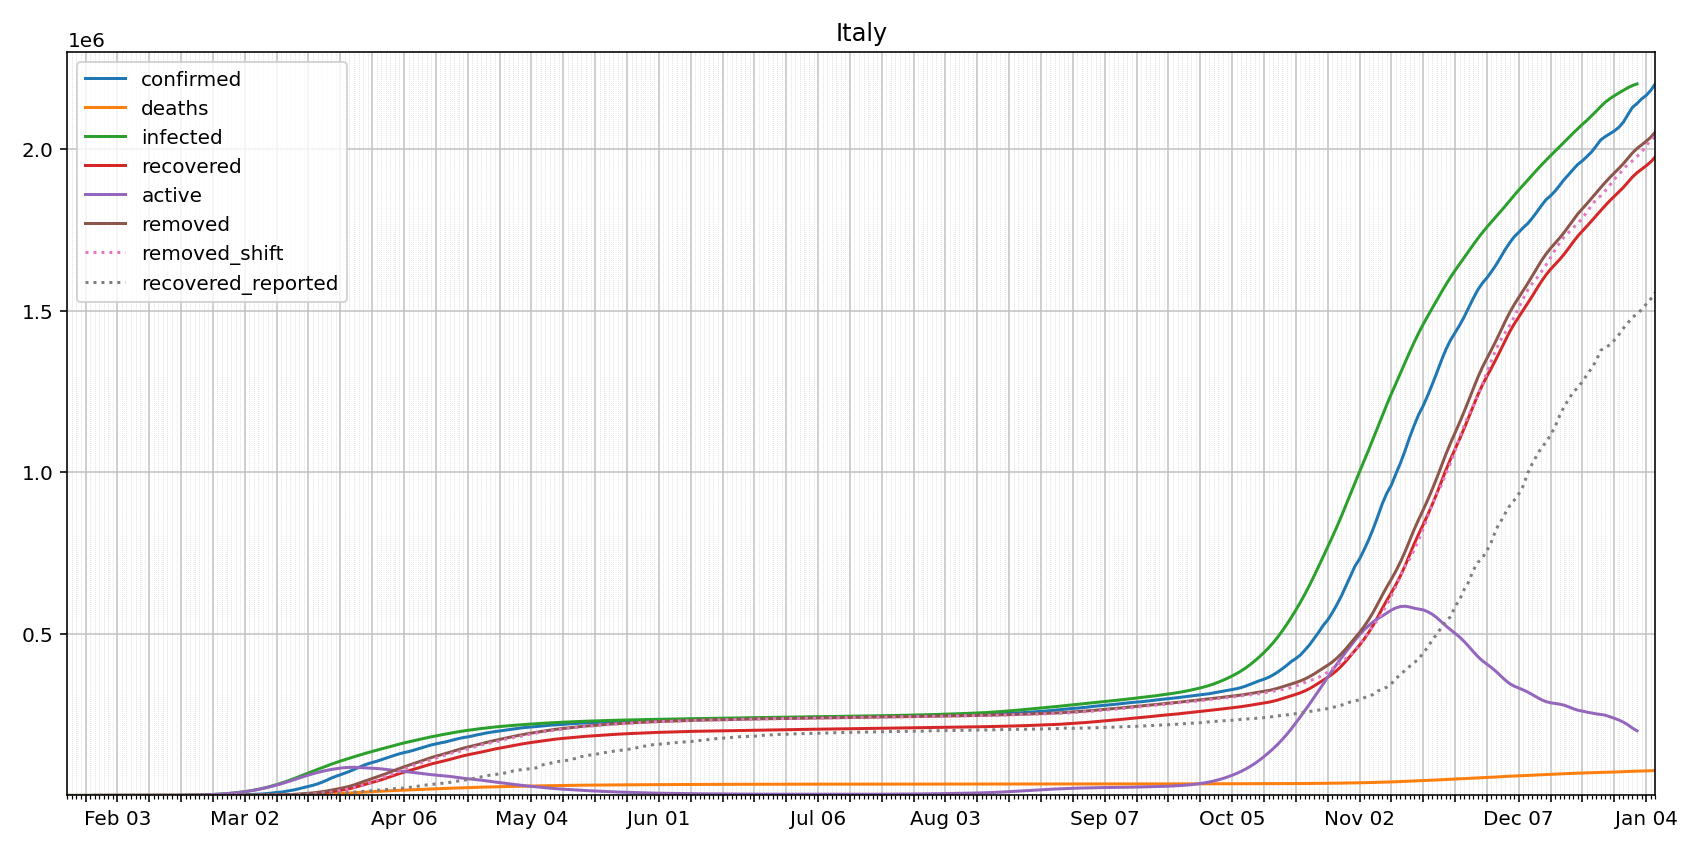 Italy
1e6
confirmed
deaths
infected
recovered
active
removed
removed_shift
recovered_reported
2.0
1.5
1.0
0.5
Feb 03 Mar 02 Apr 06 May 04 Jun 01 Jul 06 Aug 03 Sep 07 Oct 05 Nov 02 Dec 07 Jan 04